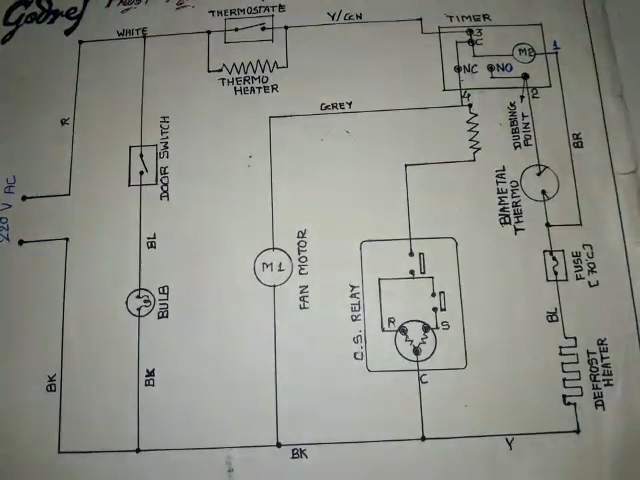 Godrej
WHITE
THERMOSTATE
Y/GEN
TIMER
3
C
M2
1
NC
NO
4
2
THERMO
HEATER
GREY
R
DOOR SWITCH
DUBBING
POINT
BR
220 V AC
BL
BIAMETAL
THERMO
M1
FAN MOTOR
FUSE
[70°C]
BULB
C.S. RELAY
R
S
BL
C
DEFROST
HEATER
BK
BK
BK
Y